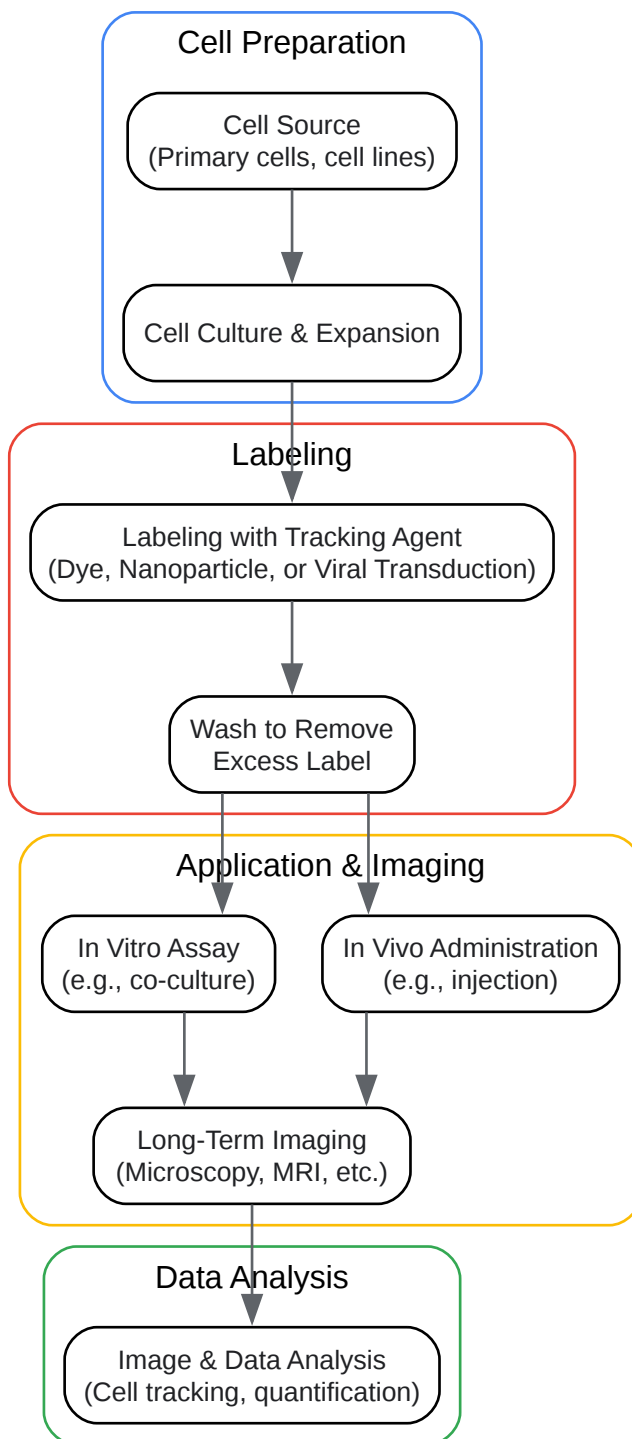 Cell Preparation
Cell Source
(Primary cells, cell lines)
Cell Culture & Expansion
Labeling
Labeling with Tracking Agent
(Dye, Nanoparticle, or Viral Transduction)
Wash to Remove
Excess Label
Application & Imaging
In Vitro Assay
(e.g., co-culture)
In Vivo Administration
(e.g., injection)
Long-Term Imaging
(Microscopy, MRI, etc.)
Data Analysis
Image & Data Analysis
(Cell tracking, quantification)